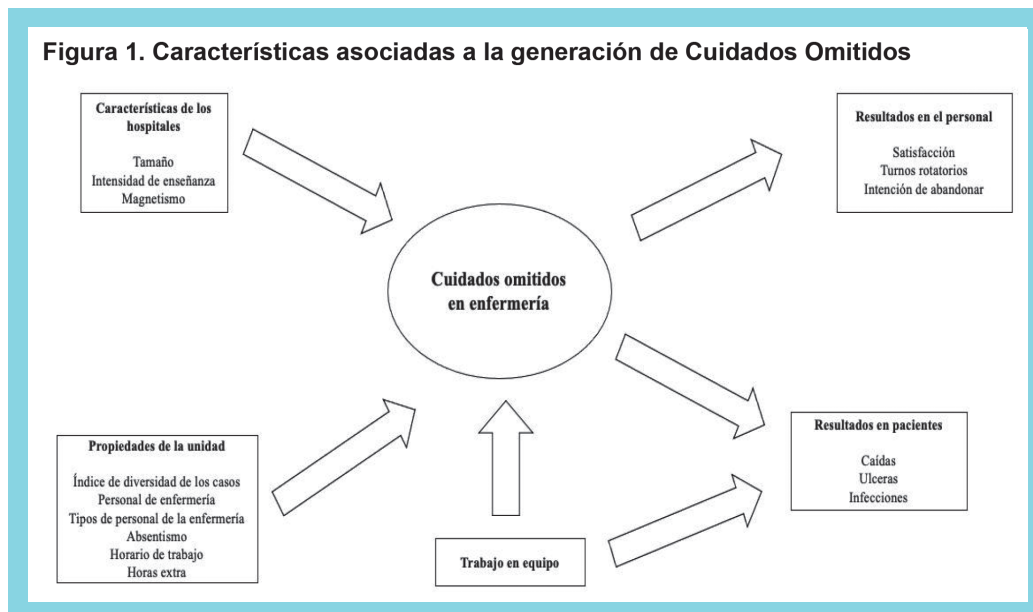 Figura 1. Características asociadas a la generación de Cuidados Omitidos
Características de los
hospitales
Tamaño
Intensidad de enseñanza
Magnetismo
Resultados en el personal
Satisfacción
Turnos rotatorios
Intención de abandonar
Cuidados omitidos
en enfermería
Propiedades de la unidad
Índice de diversidad de los casos
Personal de enfermería
Tipos de personal de la enfermería
Absentismo
Horario de trabajo
Horas extra
Trabajo en equipo
Resultados en pacientes
Caídas
Ulceras
Infecciones